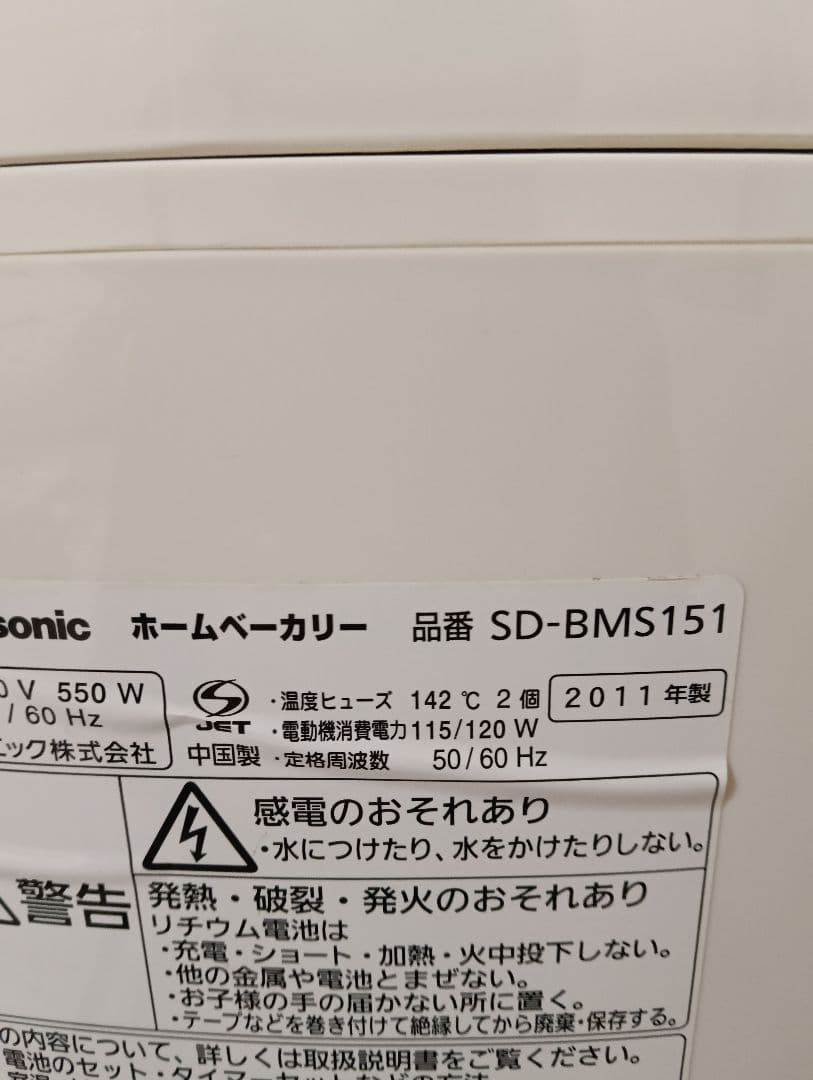 sonic ホームベーカリー 品番 SD-BMS151
0 V 550 W
/ 60 Hz
ニック株式会社
JET
中国製
・温度ヒューズ 142 ℃ 2 個
・電動機消費電力 115/120 W
・定格周波数 50/60 Hz
2011 年製
感電のおそれあり
・水につけたり、水をかけたりしない。
警告
発熱・破裂・発火のおそれあり
リチウム電池は
・充電・ショート・加熱・火中投下しない。
・他の金属や電池とまぜない。
・お子様の手の届かない所に置く。
・テープなどを巻き付けて絶縁してから廃棄・保存する。
の内容について、詳しくは取扱説明書をご覧ください。
電池のセット・タイマーセットなどの方法